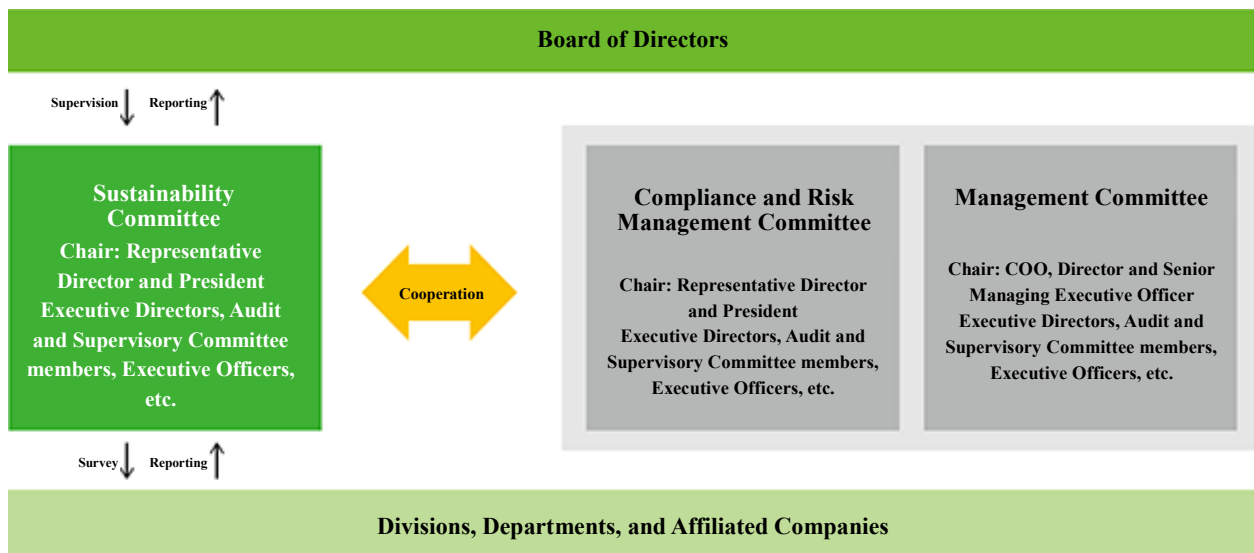 Board of Directors
Supervision
Reporting
Sustainability
Committee
Chair: Representative
Director and President
Executive Directors, Audit
and Supervisory Committee
members, Executive Officers,
etc.
Cooperation
Compliance and Risk
Management Committee
Chair: Representative Director
and President
Executive Directors, Audit and
Supervisory Committee members,
Executive Officers, etc.
Management Committee
Chair: COO, Director and Senior
Managing Executive Officer
Executive Directors, Audit and
Supervisory Committee members,
Executive Officers, etc.
Survey
Reporting
Divisions, Departments, and Affiliated Companies